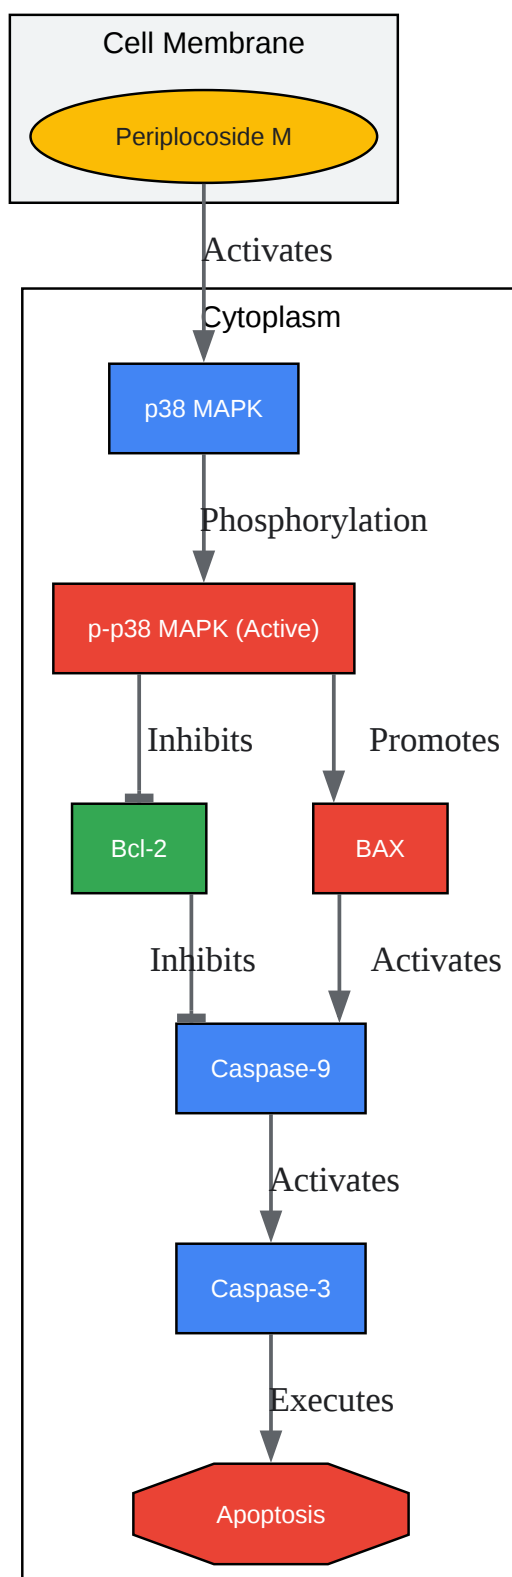 Cell Membrane
Periplocoside M
Activates
Cytoplasm
p38 MAPK
Phosphorylation
p-p38 MAPK (Active)
Inhibits
Promotes
Bcl-2
BAX
Inhibits
Activates
Caspase-9
Activates
Caspase-3
Executes
Apoptosis